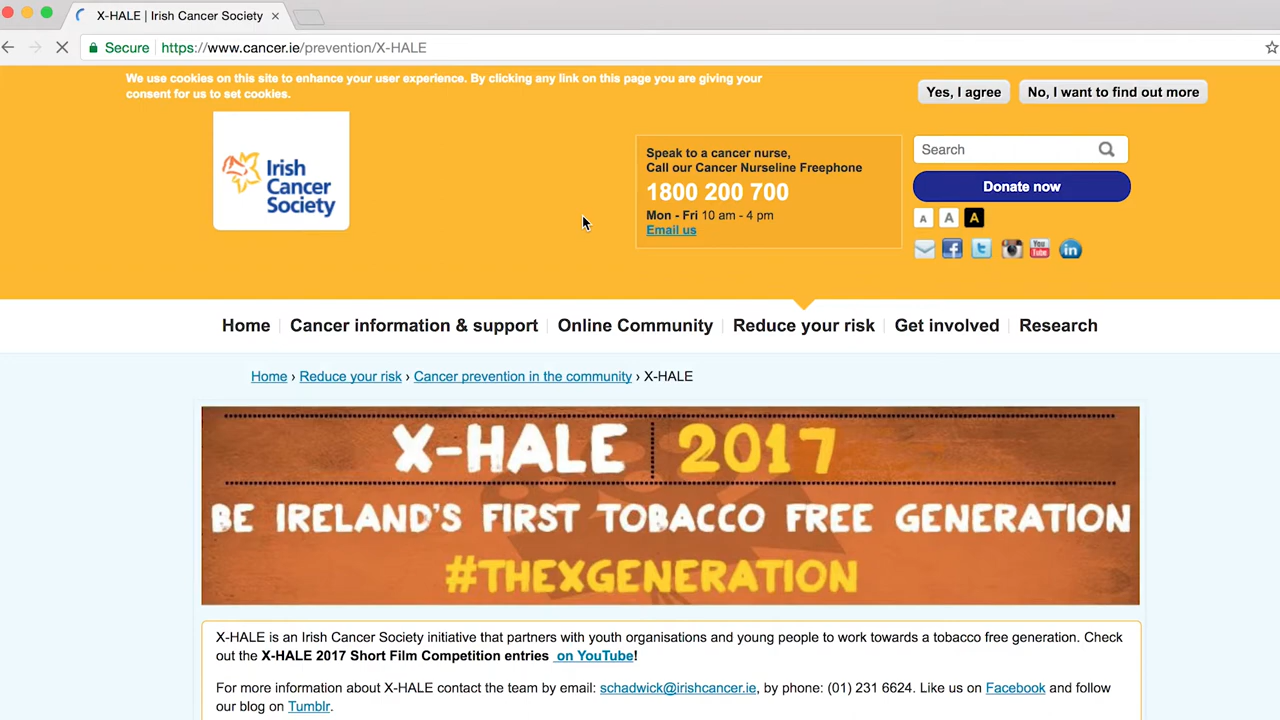 X-HALE | Irish Cancer Society
Secure https://www.cancer.ie/prevention/X-HALE
We use cookies on this site to enhance your user experience. By clicking any link on this page you are giving your
consent for us to set cookies.
Yes, I agree
No, I want to find out more
Irish
Cancer
Society
Speak to a cancer nurse,
Call our Cancer Nurseline Freephone
1800 200 700
Mon - Fri 10 am - 4 pm
Email us
Search
Donate now
A A A
You
Tube
in
Home Cancer information & support Online Community Reduce your risk Get involved Research
Home › Reduce your risk › Cancer prevention in the community › X-HALE
X-HALE 2017
BE IRELAND'S FIRST TOBACCO FREE GENERATION
#THEXGENERATION
X-HALE is an Irish Cancer Society initiative that partners with youth organisations and young people to work towards a tobacco free generation. Check
out the X-HALE 2017 Short Film Competition entries on YouTube!
For more information about X-HALE contact the team by email: schadwick@irishcancer.ie, by phone: (01) 231 6624. Like us on Facebook and follow
our blog on Tumblr.